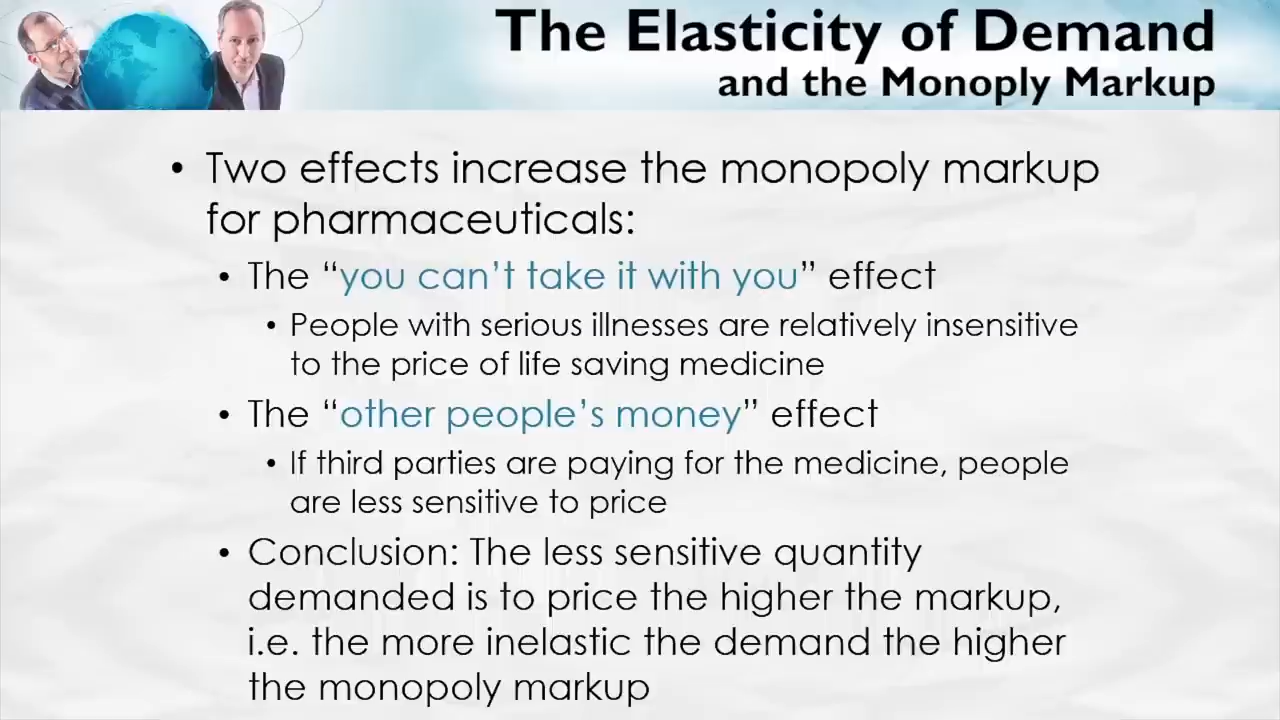 The Elasticity of Demand
and the Monoply Markup
• Two effects increase the monopoly markup
for pharmaceuticals:
• The “you can’t take it with you” effect
• People with serious illnesses are relatively insensitive
to the price of life saving medicine
• The “other people’s money” effect
• If third parties are paying for the medicine, people
are less sensitive to price
• Conclusion: The less sensitive quantity
demanded is to price the higher the markup,
i.e. the more inelastic the demand the higher
the monopoly markup